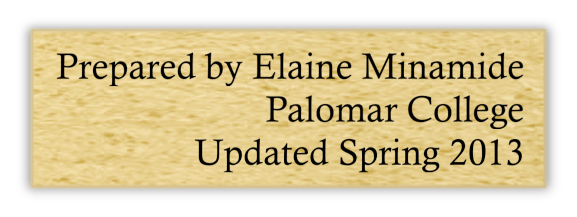 Prepared by Elaine Minamide
Palomar College
Updated Spring 2013